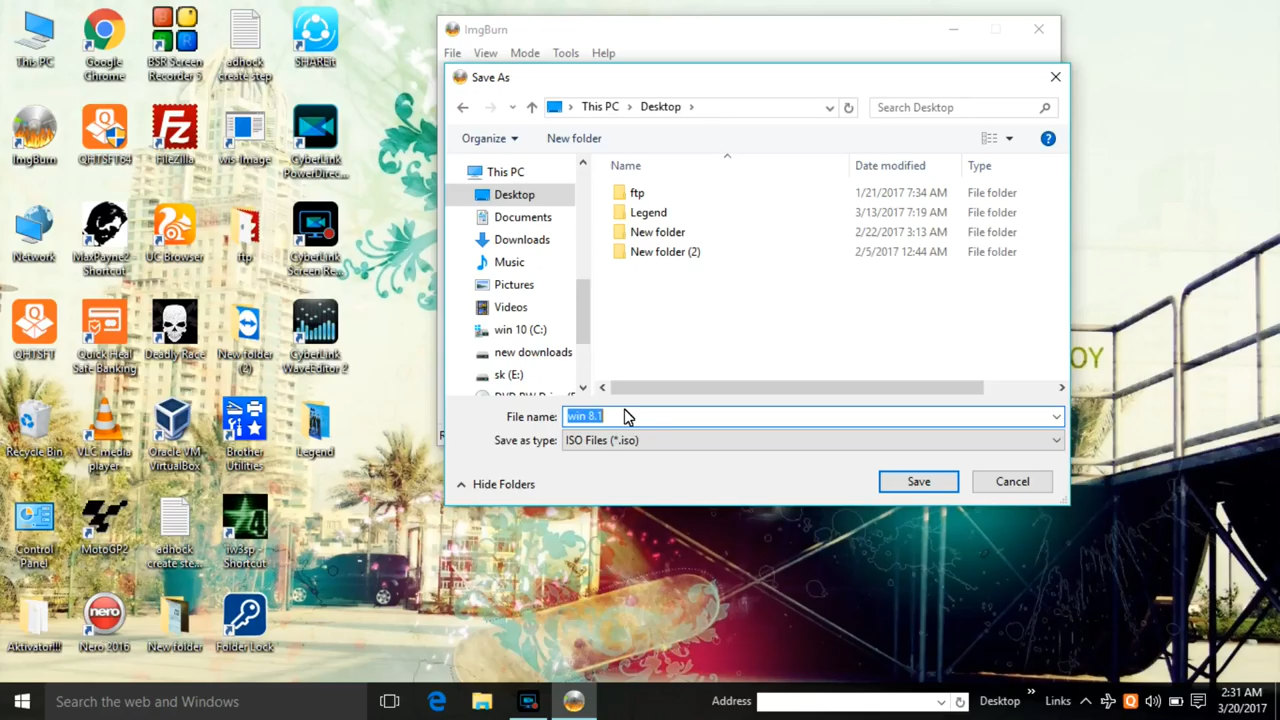 This PC
Google
Chrome
BSR Screen
Recorder 5
adhock
create step
SHAREit
ImgBurn
QHTSFT64
FileZilla
wis-Image
CyberLink
PowerDirec...
Network
MaxPayne2 -
Shortcut
UC Browser
ftp
CyberLink
Screen Re...
QHTSFT
Quick Heal
Safe Banking
Deadly Race
New folder
(2)
CyberLink
WaveEditor 2
Recycle Bin
VLC media
player
Oracle VM
VirtualBox
Brother
Utilities
Legend
Control
Panel
MotoGP2
adhock
create ste...
iw3sp -
Shortcut
Aktivator!!!
Nero 2016
New folder
Folder Lock
ImgBurn
File View Mode Tools Help
Save As
This PC Desktop
Search Desktop
Organize New folder
This PC
Desktop
Documents
Downloads
Music
Pictures
Videos
win 10 (C:)
new downloads
sk (E:)
Name Date modified Type
ftp 1/21/2017 7:34 AM File folder
Legend 3/13/2017 7:19 AM File folder
New folder 2/22/2017 3:13 AM File folder
New folder (2) 2/5/2017 12:44 AM File folder
File name: win 8.1
Save as type: ISO Files (*.iso)
Hide Folders
Save Cancel
OY
Search the web and Windows
Address
Desktop
Links
2:31 AM
3/20/2017